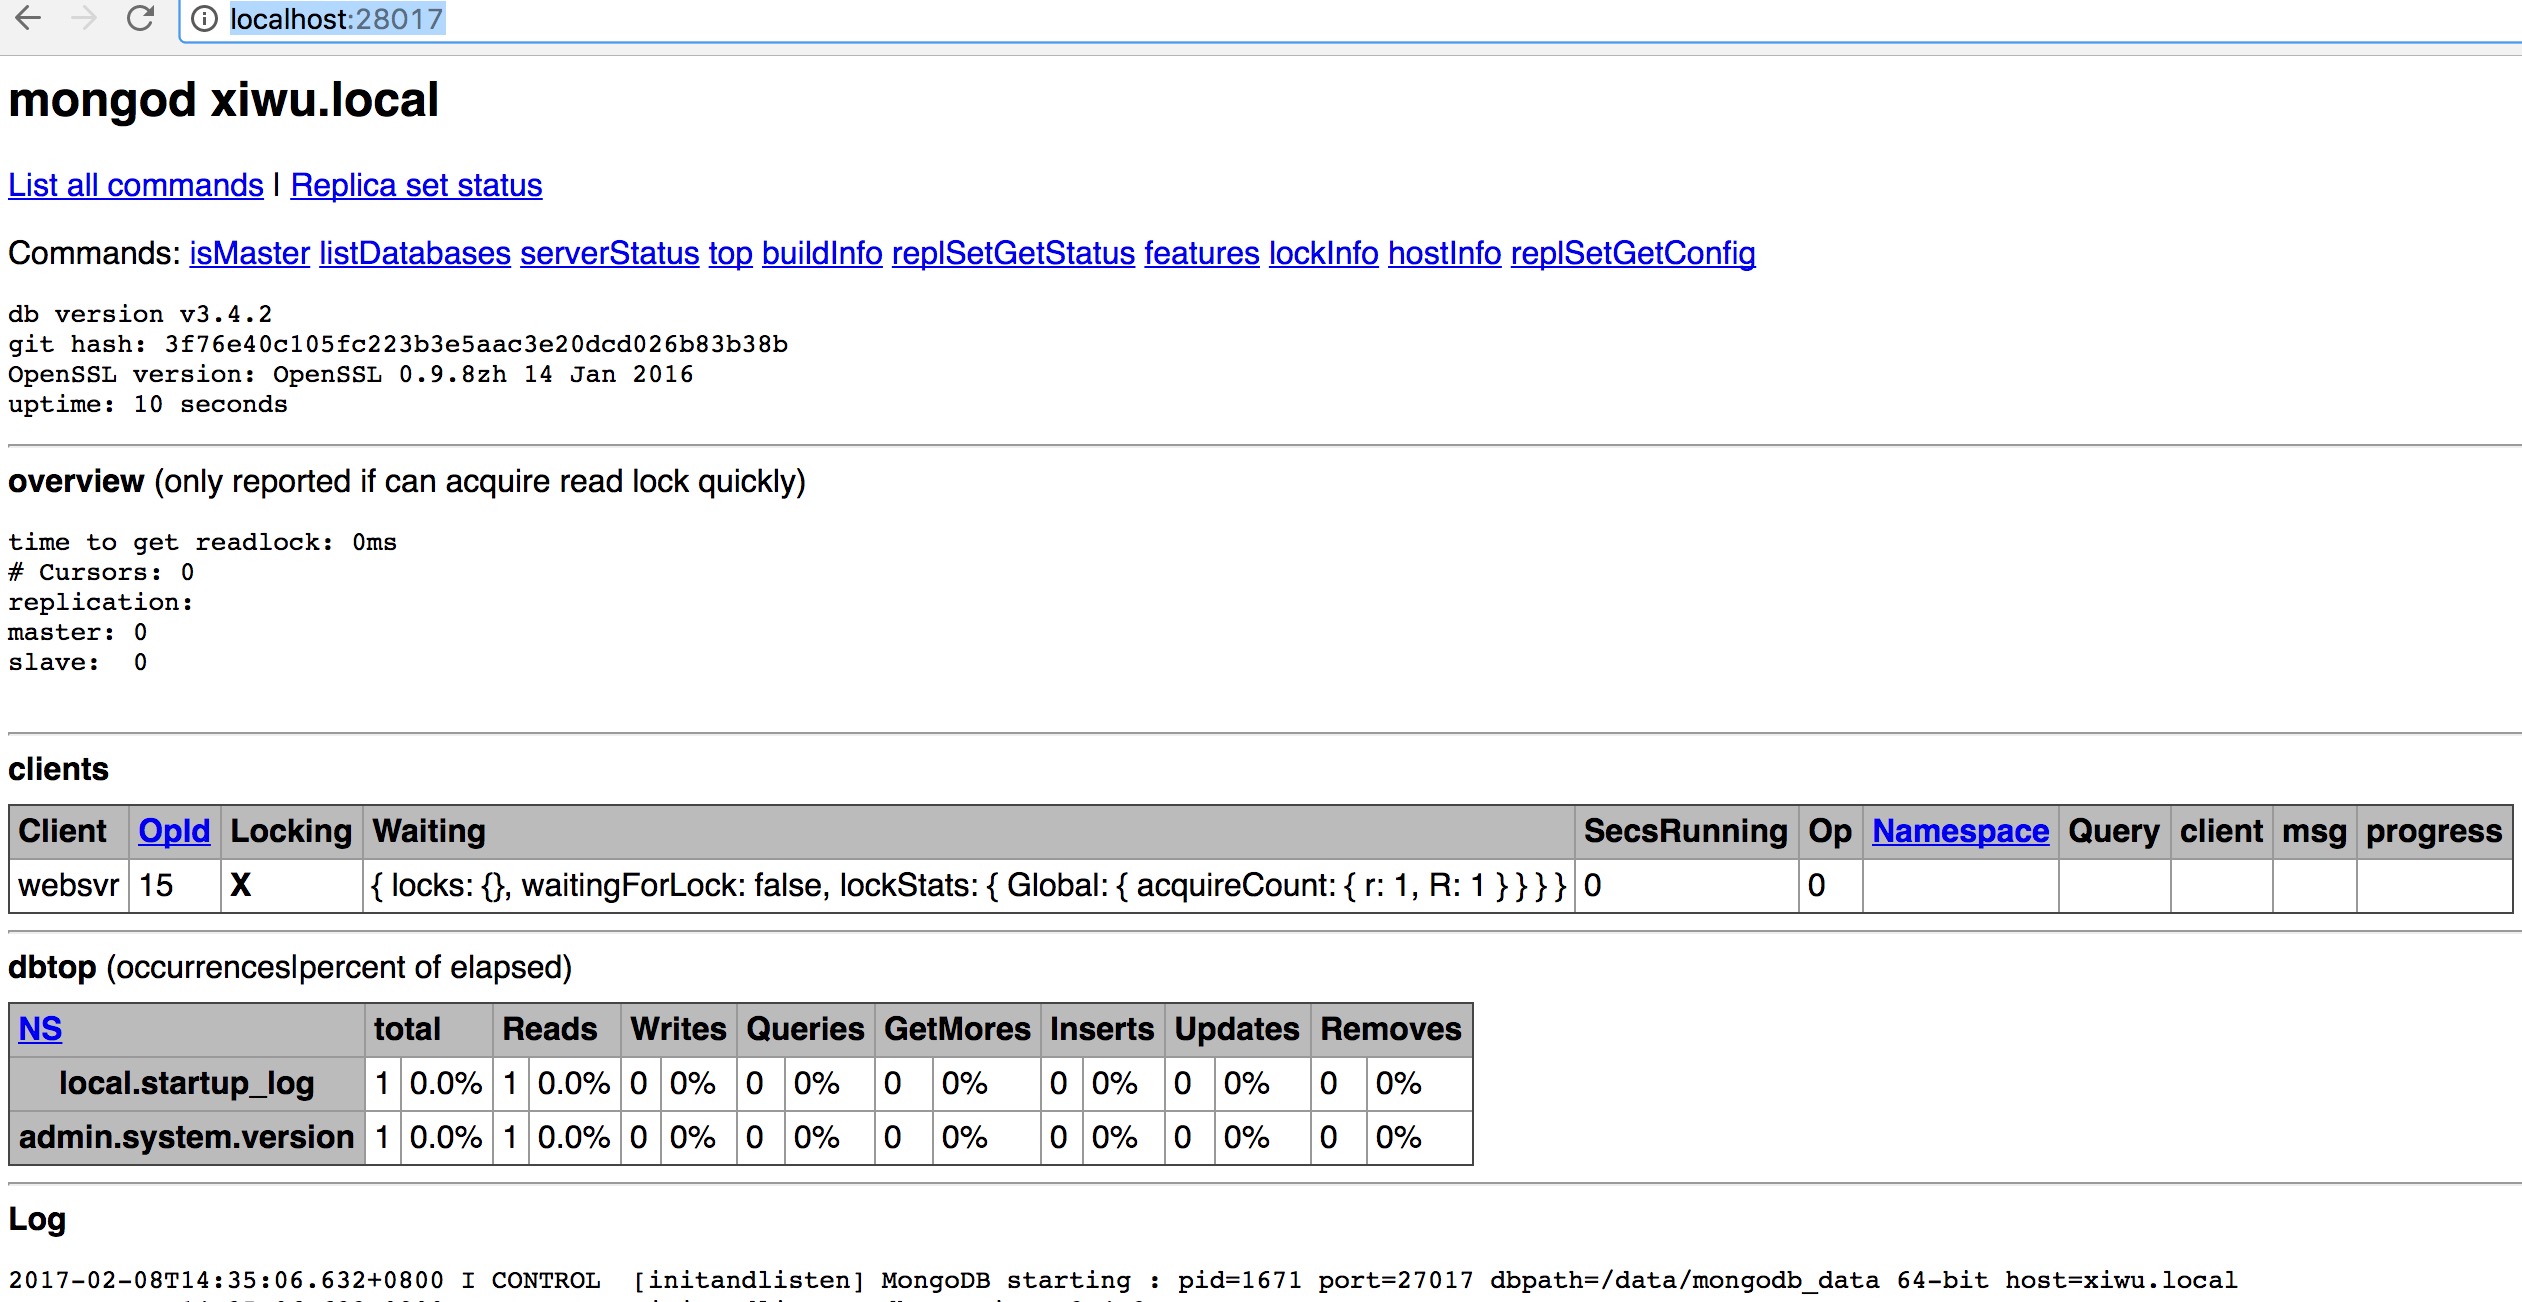 localhost:28017
mongod xiwu.local
List all commands | Replica set status
Commands: isMaster listDatabases serverStatus top buildInfo replSetGetStatus features lockInfo hostInfo replSetGetConfig
db version v3.4.2
git hash: 3f76e40c105fc223b3e5aac3e20dcd026b83b38b
OpenSSL version: OpenSSL 0.9.8zh 14 Jan 2016
uptime: 10 seconds
overview (only reported if can acquire read lock quickly)
time to get readlock: 0ms
# Cursors: 0
replication:
master: 0
slave:  0
clients
Client OpId Locking Waiting SecsRunning Op Namespace Query client msg progress
websvr 15 X { locks: {}, waitingForLock: false, lockStats: { Global: { acquireCount: { r: 1, R: 1 } } } } 0 0
dbtop (occurrences|percent of elapsed)
NS total Reads Writes Queries GetMores Inserts Updates Removes
local.startup_log 1 0.0% 1 0.0% 0 0% 0 0% 0 0% 0 0% 0 0% 0 0%
admin.system.version 1 0.0% 1 0.0% 0 0% 0 0% 0 0% 0 0% 0 0% 0 0%
Log
2017-02-08T14:35:06.632+0800 I CONTROL  [initandlisten] MongoDB starting : pid=1671 port=27017 dbpath=/data/mongodb_data 64-bit host=xiwu.local